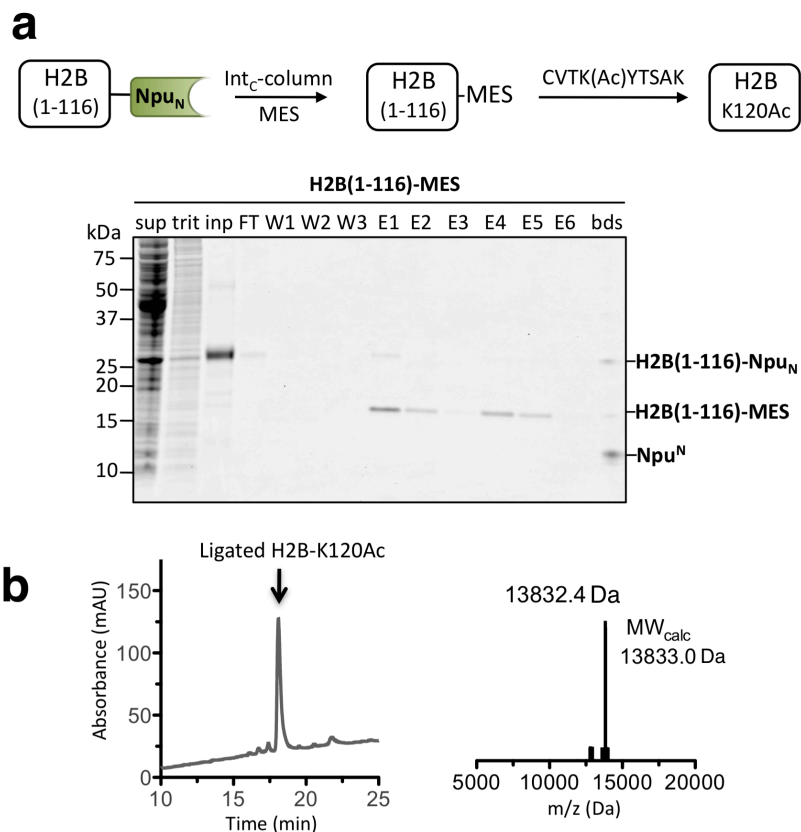 a
H2B
(1-116)
NpuN
IntC-column
MES
H2B
(1-116)
-MES
CVTK(Ac)YTSAK
H2B
K120Ac
H2B(1-116)-MES
kDa
sup trit inp FT W1 W2 W3 E1 E2 E3 E4 E5 E6 bds
75
50
37
25
20
15
10
H2B(1-116)-NpuN
H2B(1-116)-MES
NpuN
b
Ligated H2B-K120Ac
Absorbance (mAU)
150
100
50
0
10 15 20 25
Time (min)
13832.4 Da
MWcalc
13833.0 Da
5000 10000 15000 20000
m/z (Da)